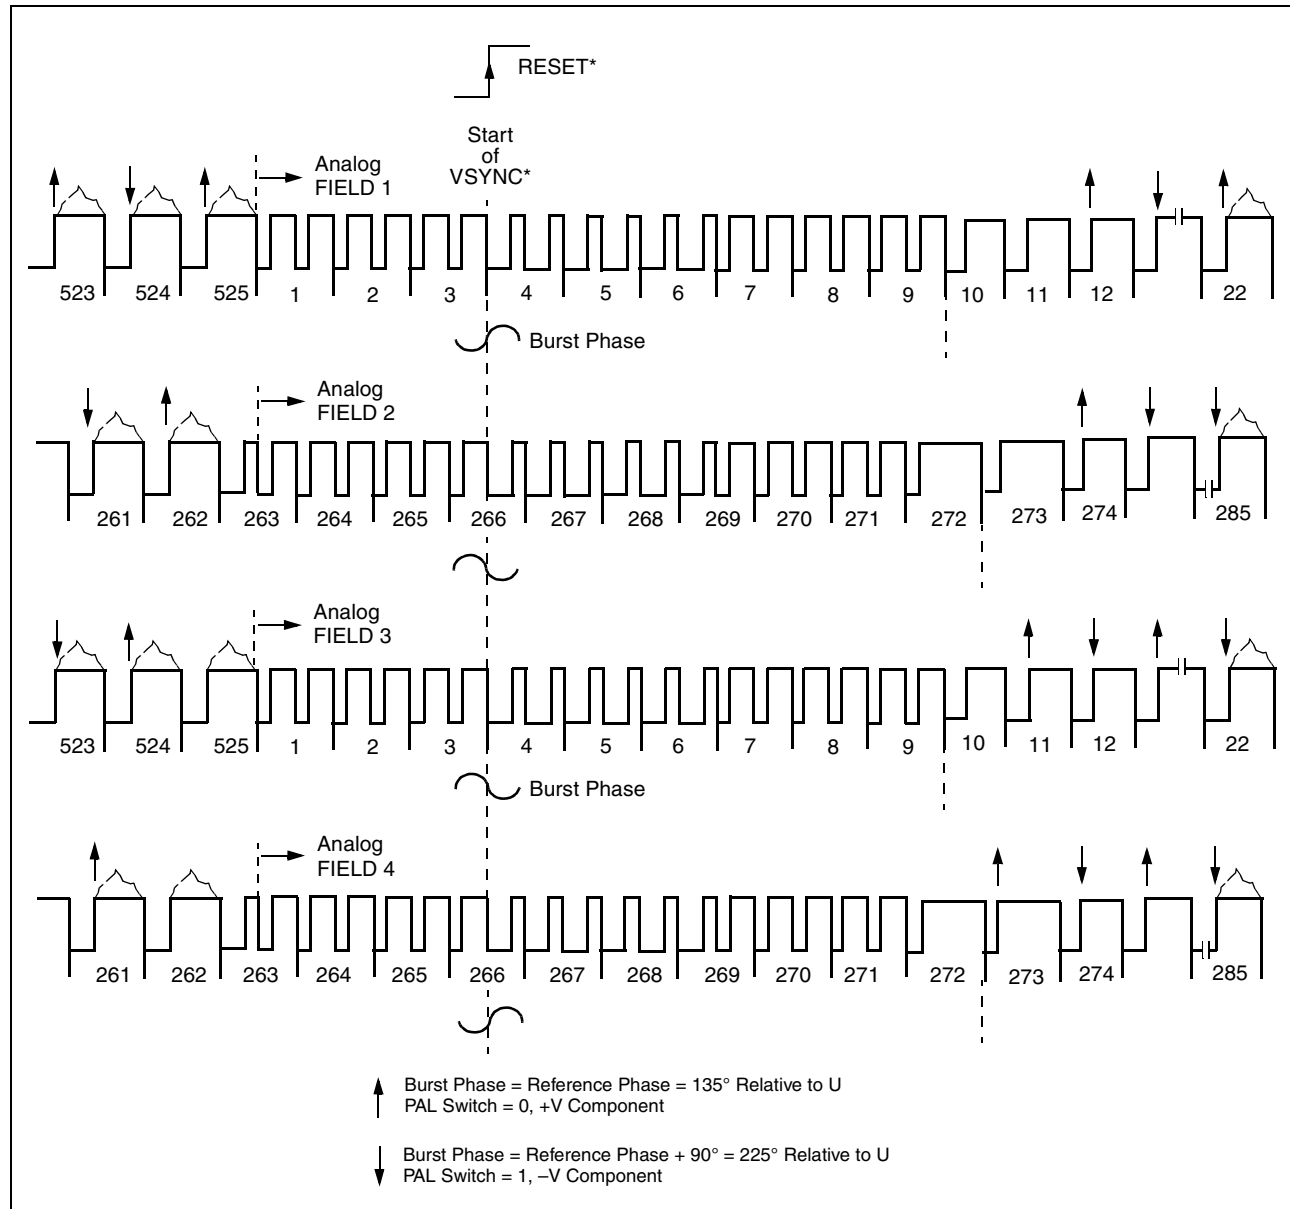 RESET*
Start
of
VSYNC*
Analog
FIELD 1
523 524 525 1 2 3 4 5 6 7 8 9 10 11 12 22
Burst Phase
Analog
FIELD 2
261 262 263 264 265 266 267 268 269 270 271 272 273 274 285
Analog
FIELD 3
523 524 525 1 2 3 4 5 6 7 8 9 10 11 12 22
Burst Phase
Analog
FIELD 4
261 262 263 264 265 266 267 268 269 270 271 272 273 274 285
Burst Phase = Reference Phase = 135° Relative to U
PAL Switch = 0, +V Component
Burst Phase = Reference Phase + 90° = 225° Relative to U
PAL Switch = 1, –V Component